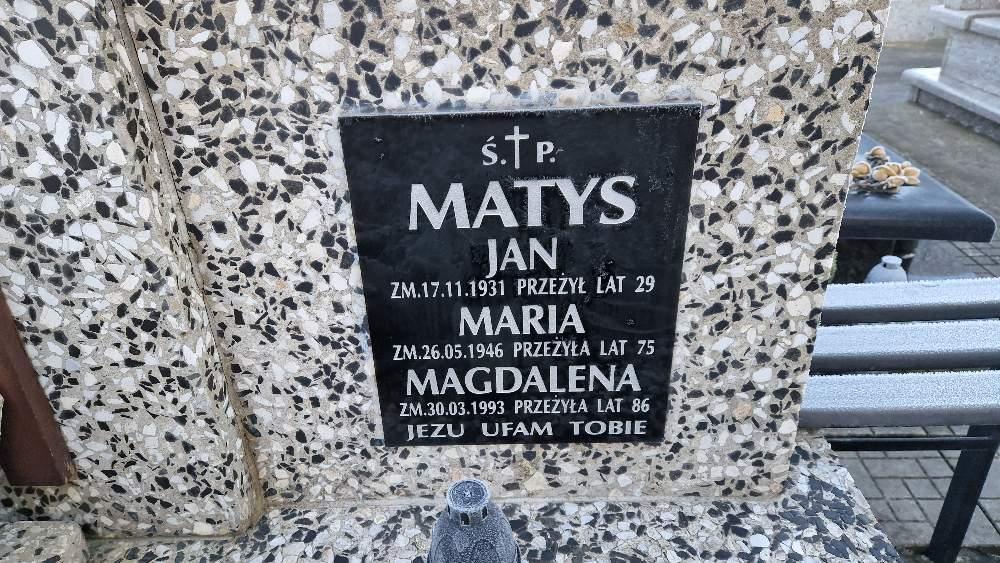 Ś.†P.
MATYS
JAN
ZM.17.11.1931 PRZEŻYŁ LAT 29
MARIA
ZM.26.05.1946 PRZEŻYŁA LAT 75
MAGDALENA
ZM.30.03.1993 PRZEŻYŁA LAT 86
JEZU UFAM TOBIE